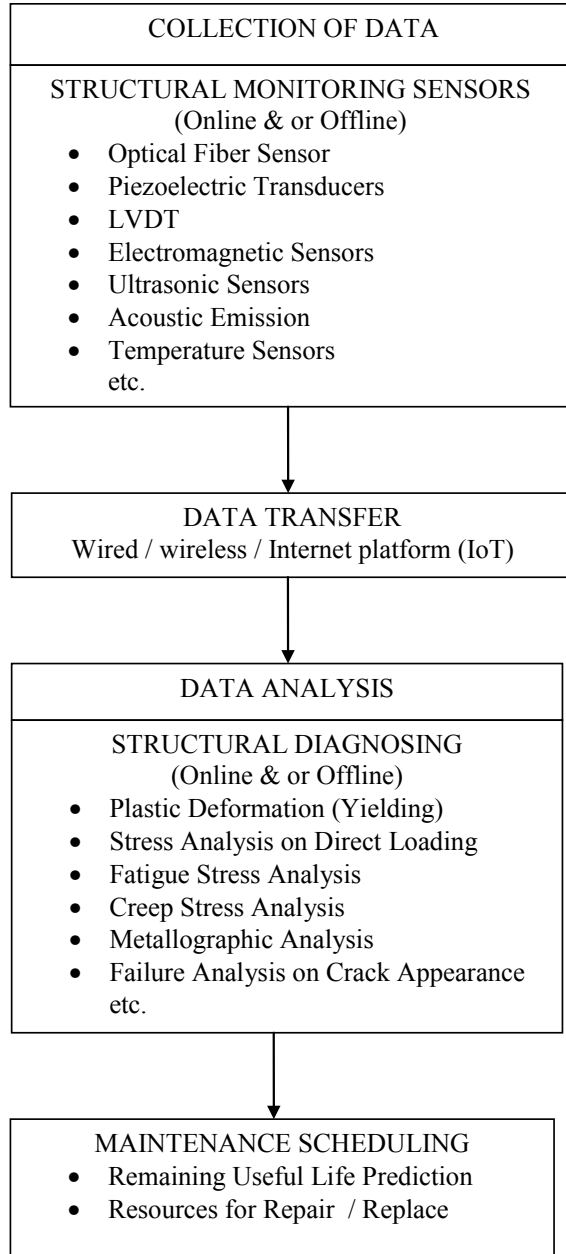 COLLECTION OF DATA
STRUCTURAL MONITORING SENSORS
(Online & or Offline)
• Optical Fiber Sensor
• Piezoelectric Transducers
• LVDT
• Electromagnetic Sensors
• Ultrasonic Sensors
• Acoustic Emission
• Temperature Sensors
etc.
DATA TRANSFER
Wired / wireless / Internet platform (IoT)
DATA ANALYSIS
STRUCTURAL DIAGNOSING
(Online & or Offline)
• Plastic Deformation (Yielding)
• Stress Analysis on Direct Loading
• Fatigue Stress Analysis
• Creep Stress Analysis
• Metallographic Analysis
• Failure Analysis on Crack Appearance
etc.
MAINTENANCE SCHEDULING
• Remaining Useful Life Prediction
• Resources for Repair / Replace